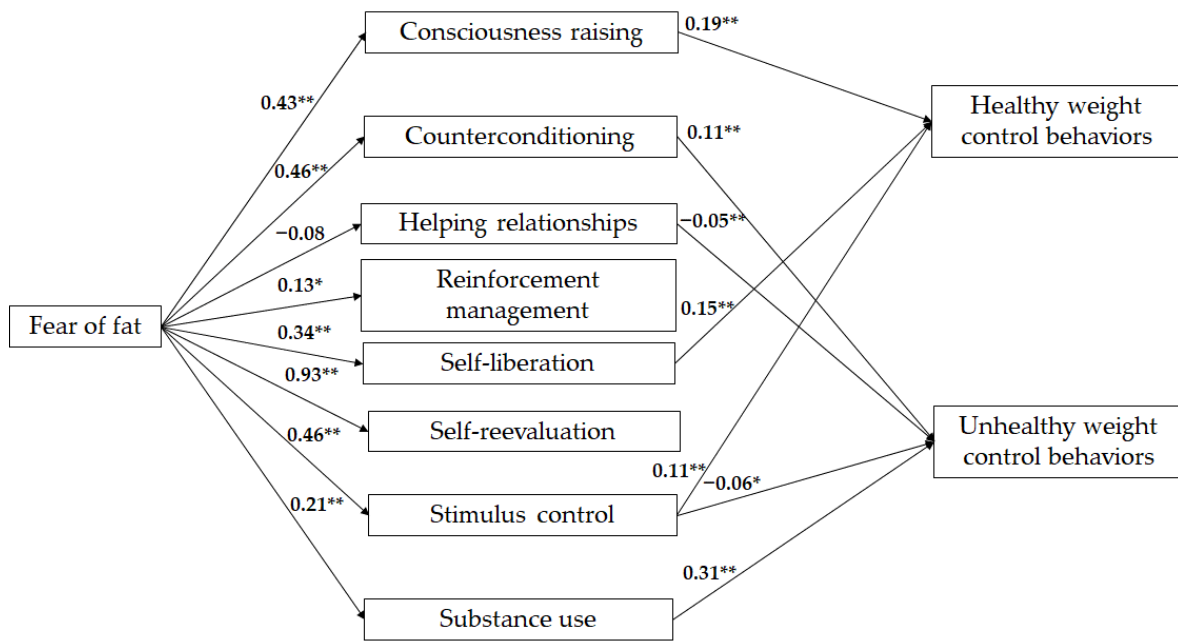 Consciousness raising
0.19**
Healthy weight
control behaviors
0.43**
Counterconditioning
0.11**
0.46**
Helping relationships
−0.05**
−0.08
Reinforcement
management
0.13*
0.15**
Fear of fat
0.34**
Self-liberation
0.93**
Self-reevaluation
Unhealthy weight
control behaviors
0.46**
0.11**
−0.06*
Stimulus control
0.21**
0.31**
Substance use